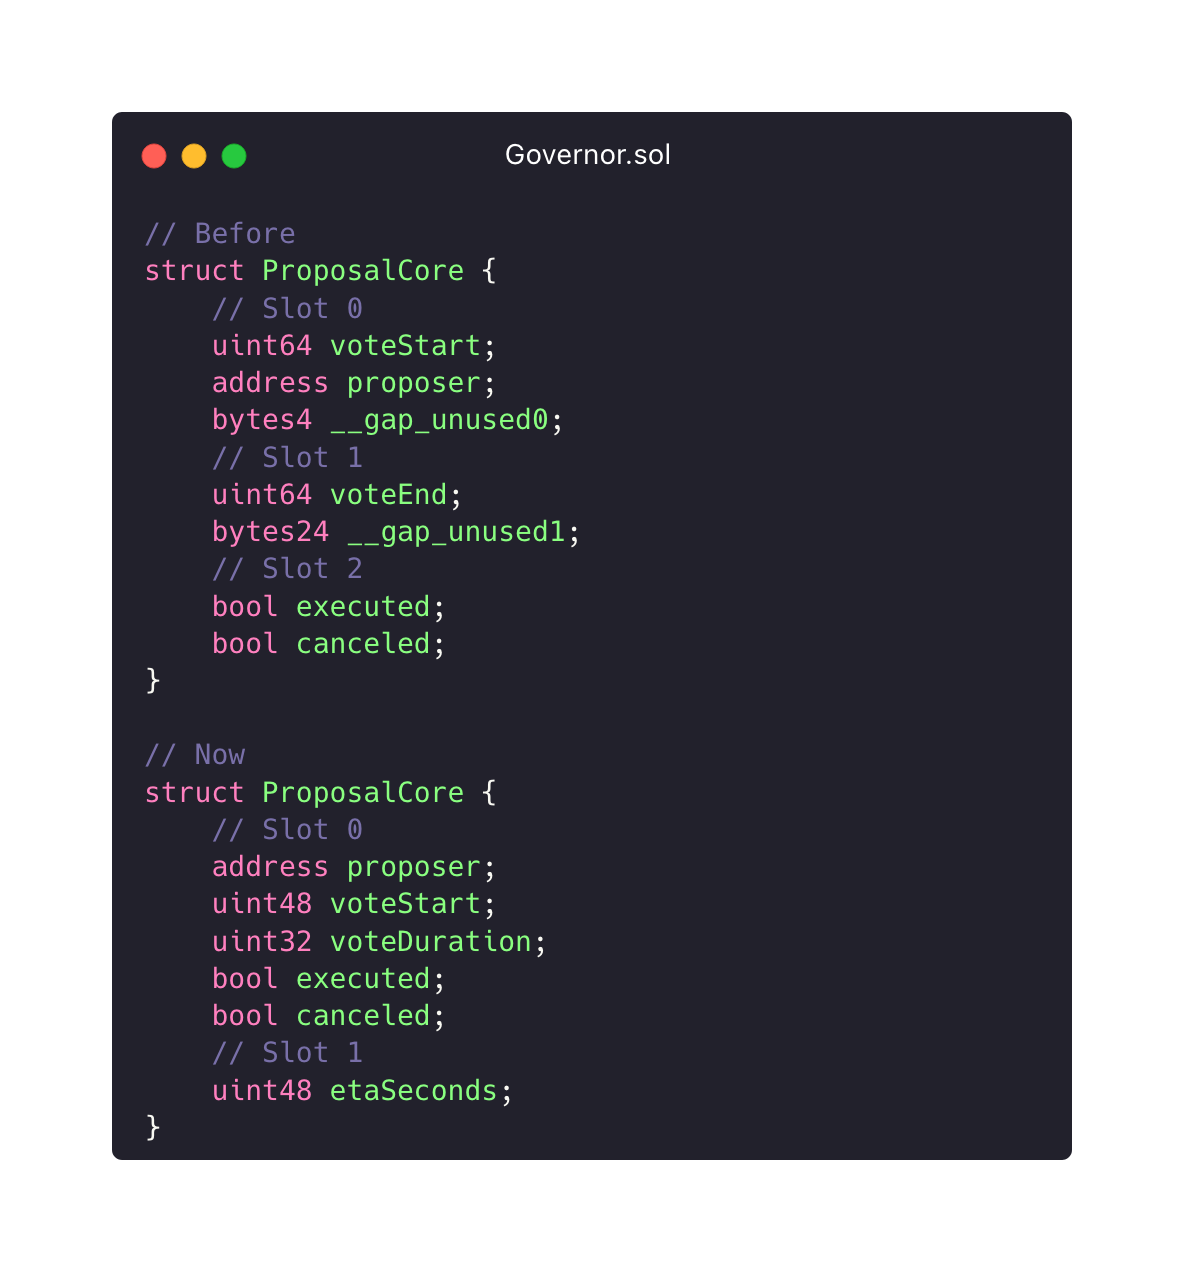 Governor.sol
// Before
struct ProposalCore {
    // Slot 0
    uint64 voteStart;
    address proposer;
    bytes4 __gap_unused0;
    // Slot 1
    uint64 voteEnd;
    bytes24 __gap_unused1;
    // Slot 2
    bool executed;
    bool canceled;
}

// Now
struct ProposalCore {
    // Slot 0
    address proposer;
    uint48 voteStart;
    uint32 voteDuration;
    bool executed;
    bool canceled;
    // Slot 1
    uint48 etaSeconds;
}